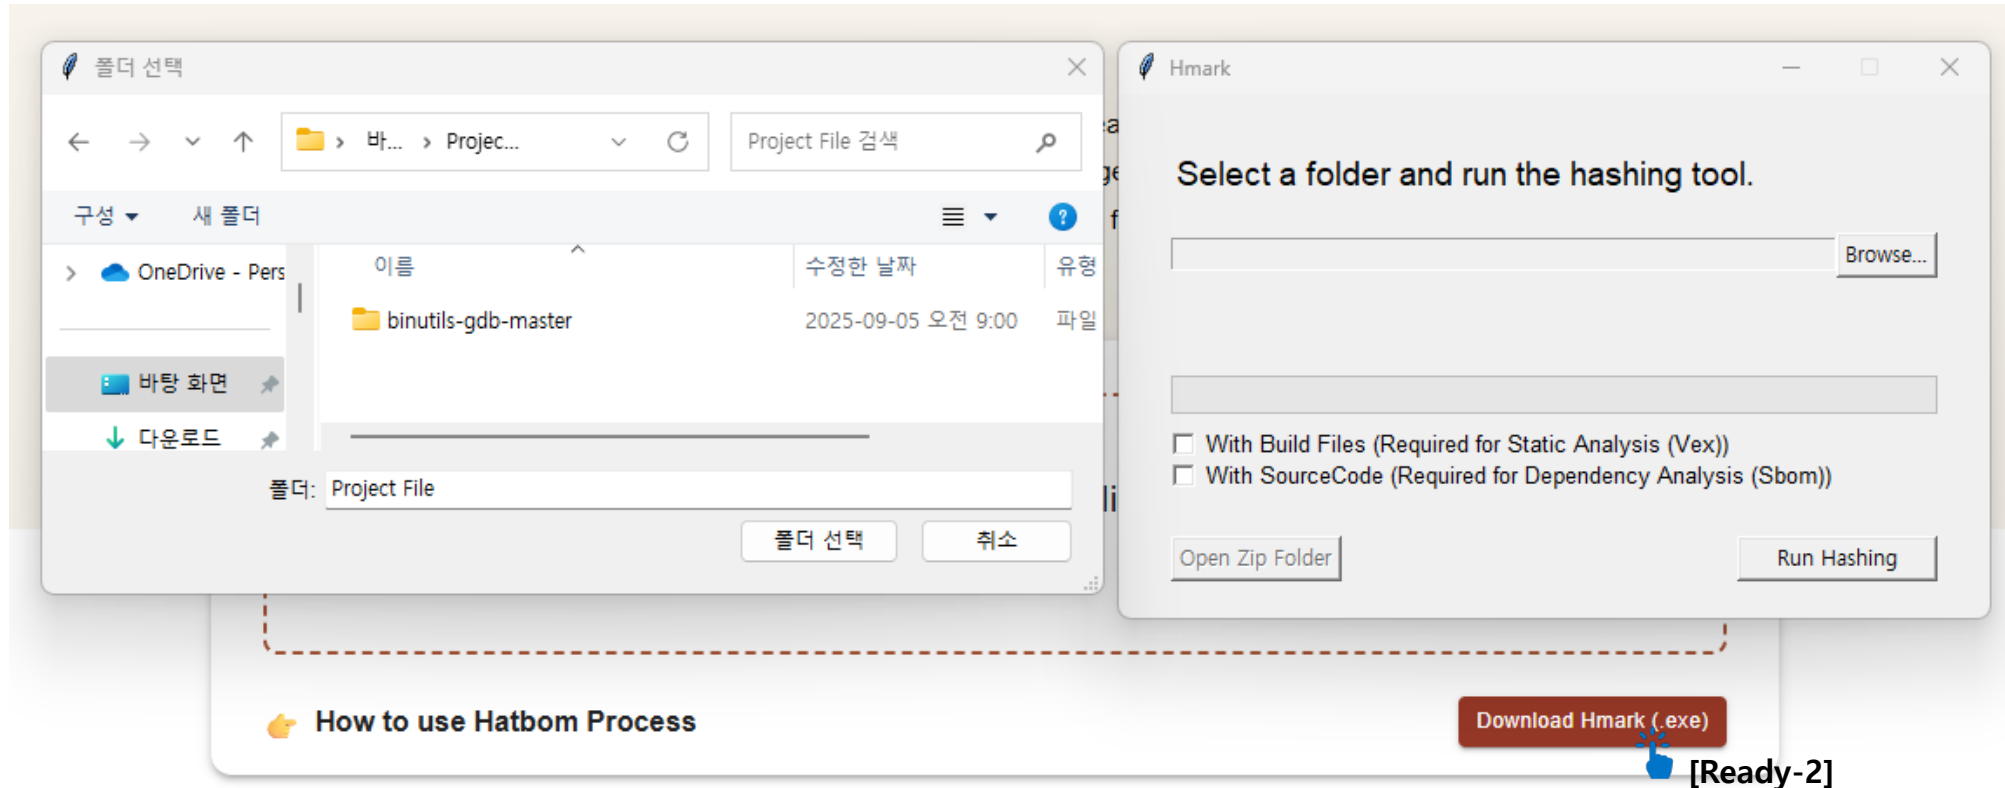 폴더 선택
바... Projec...
Project File 검색
구성
새 폴더
OneDrive - Pers
바탕 화면
다운로드
이름
수정한 날짜
유형
binutils-gdb-master
2025-09-05 오전 9:00
파일
폴더: Project File
폴더 선택
취소
Hmark
Select a folder and run the hashing tool.
Browse...
With Build Files (Required for Static Analysis (Vex))
With SourceCode (Required for Dependency Analysis (Sbom))
Open Zip Folder
Run Hashing
👉 How to use Hatbom Process
Download Hmark (.exe)
[Ready-2]